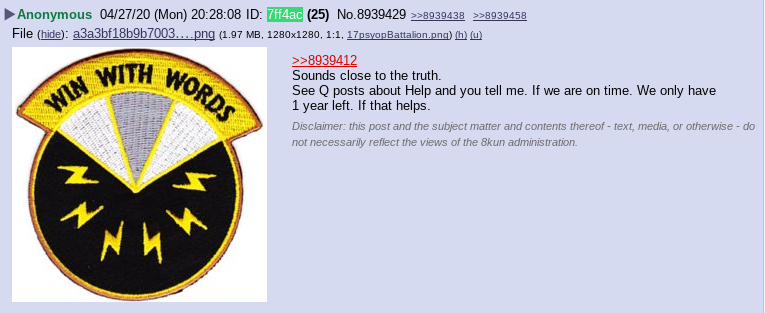 ▶Anonymous 04/27/20 (Mon) 20:28:08 ID: 7ff4ac (25) No.8939429 >>8939438 >>8939458
File (hide): a3a3bf18b9b7003….png (1.97 MB, 1280x1280, 1:1, 17psyopBattalion.png) (h) (u)
WIN WITH WORDS
>>8939412
Sounds close to the truth.
See Q posts about Help and you tell me. If we are on time. We only have
1 year left. If that helps.
Disclaimer: this post and the subject matter and contents thereof - text, media, or otherwise - do
not necessarily reflect the views of the 8kun administration.